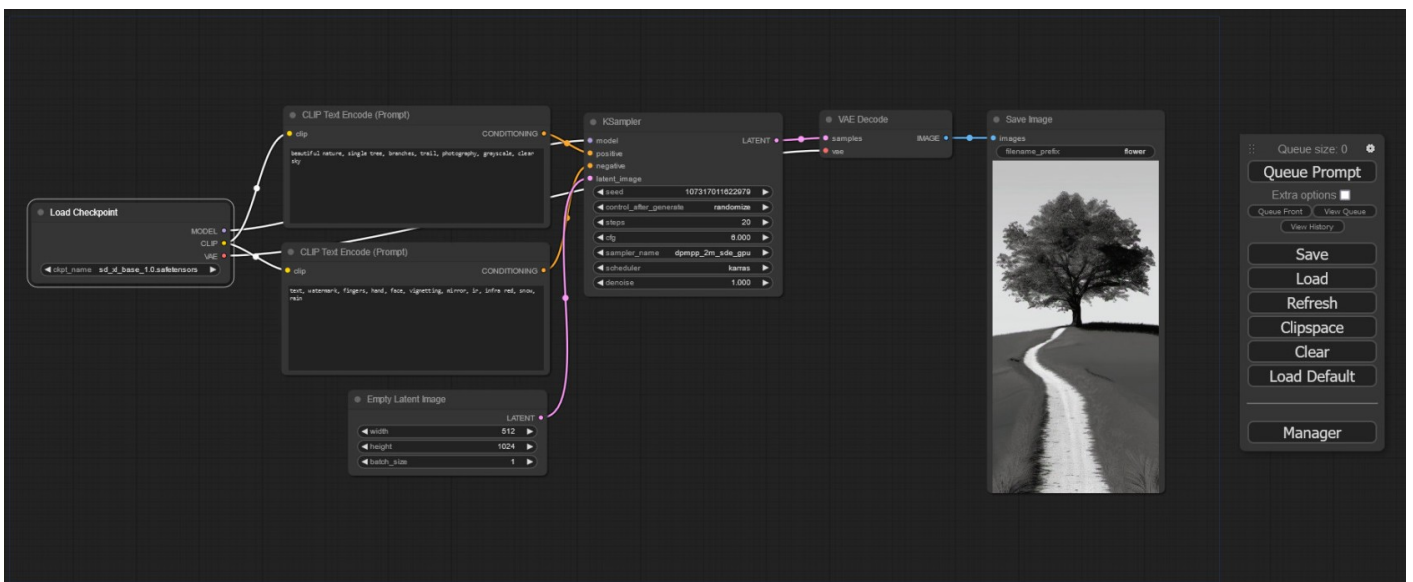 Load Checkpoint
MODEL
CLIP
VAE
ckpt_name sd_xl_base_1.0.safetensors
CLIP Text Encode (Prompt)
clip CONDITIONING
beautiful nature, single tree, branches, trail, photography, grayscale, clear
sky
CLIP Text Encode (Prompt)
clip CONDITIONING
text, watermark, fingers, hand, face, vignetting, mirror, ir, infra red, snow,
rain
Empty Latent Image
LATENT
width 512
height 1024
batch_size 1
KSampler
model LATENT
positive
negative
latent_image
seed 107317011622979
control_after_generate randomize
steps 20
cfg 6.000
sampler_name dpmpp_2m_sde_gpu
scheduler karras
denoise 1.000
VAE Decode
samples IMAGE
vae
Save Image
images
filename_prefix flower
Queue size: 0
Queue Prompt
Extra options
Queue Front View Queue
View History
Save
Load
Refresh
Clipspace
Clear
Load Default
Manager